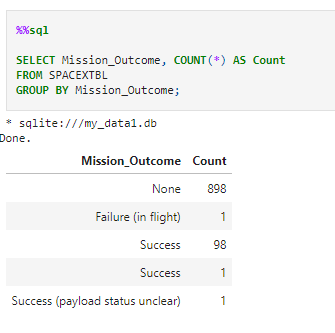 %%sql
SELECT Mission_Outcome, COUNT(*) AS Count
FROM SPACEXTBL
GROUP BY Mission_Outcome;
* sqlite:///my_data1.db
Done.
Mission_Outcome Count
None 898
Failure (in flight) 1
Success 98
Success 1
Success (payload status unclear) 1